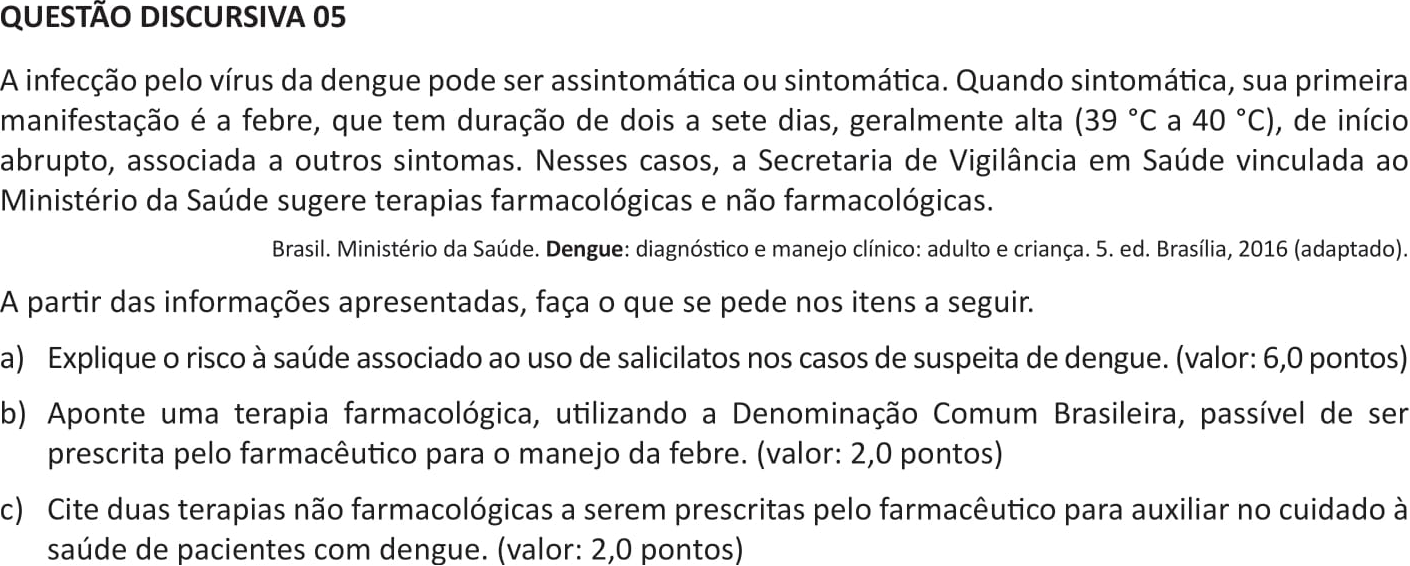 QUESTÃO DISCURSIVA 05
A infecção pelo vírus da dengue pode ser assintomática ou sintomática. Quando sintomática, sua primeira
manifestação é a febre, que tem duração de dois a sete dias, geralmente alta (39 °C a 40 °C), de início
abrupto, associada a outros sintomas. Nesses casos, a Secretaria de Vigilância em Saúde vinculada ao
Ministério da Saúde sugere terapias farmacológicas e não farmacológicas.
Brasil. Ministério da Saúde. Dengue: diagnóstico e manejo clínico: adulto e criança. 5. ed. Brasília, 2016 (adaptado).
A partir das informações apresentadas, faça o que se pede nos itens a seguir.
a) Explique o risco à saúde associado ao uso de salicilatos nos casos de suspeita de dengue. (valor: 6,0 pontos)
b) Aponte uma terapia farmacológica, utilizando a Denominação Comum Brasileira, passível de ser
prescrita pelo farmacêutico para o manejo da febre. (valor: 2,0 pontos)
c) Cite duas terapias não farmacológicas a serem prescritas pelo farmacêutico para auxiliar no cuidado à
saúde de pacientes com dengue. (valor: 2,0 pontos)